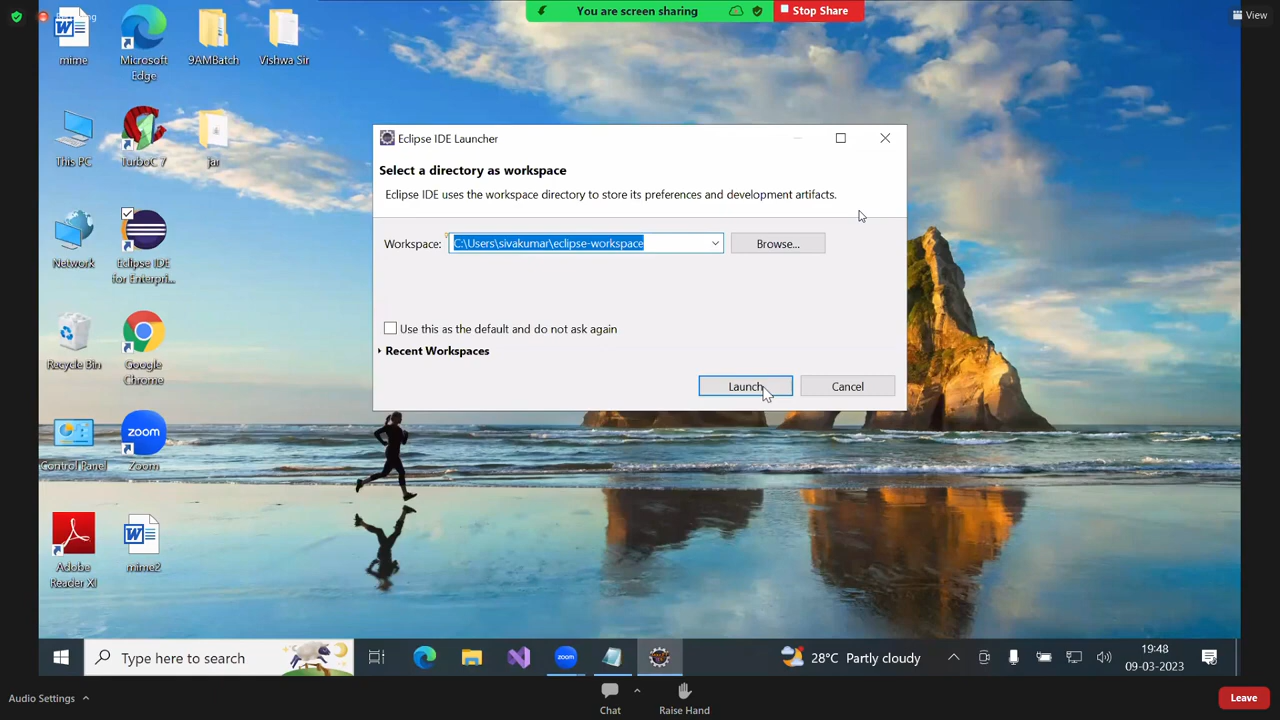 You are screen sharing
Stop Share
View
mime
Microsoft
Edge
9AMBatch
Vishwa Sir
This PC
TurboC 7
jar
Network
Eclipse IDE
for Enterpri...
Recycle Bin
Google
Chrome
Control Panel
zoom
Zoom
Adobe
Reader XI
mime2
Eclipse IDE Launcher
Select a directory as workspace
Eclipse IDE uses the workspace directory to store its preferences and development artifacts.
Workspace:
C:\Users\sivakumar\eclipse-workspace
Browse...
Use this as the default and do not ask again
Recent Workspaces
Launch
Cancel
Type here to search
zoom
28°C Partly cloudy
19:48
09-03-2023
Audio Settings
Chat
Raise Hand
Leave